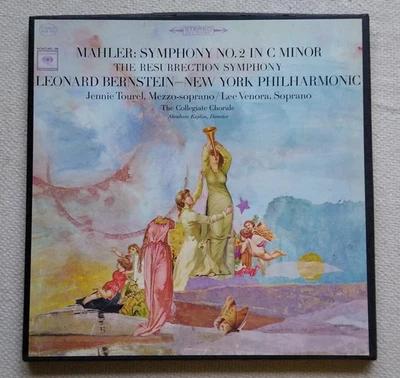 STEREO
MAHLER: SYMPHONY NO. 2 IN C MINOR
THE RESURRECTION SYMPHONY
LEONARD BERNSTEIN—NEW YORK PHILHARMONIC
Jennie Tourel, Mezzo-soprano / Lee Venora, Soprano
The Collegiate Chorale
Abraham Kaplan, Director